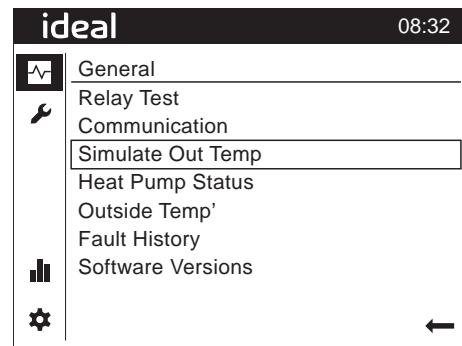 ideal 08:32
General
Relay Test
Communication
Simulate Out Temp
Heat Pump Status
Outside Temp'
Fault History
Software Versions